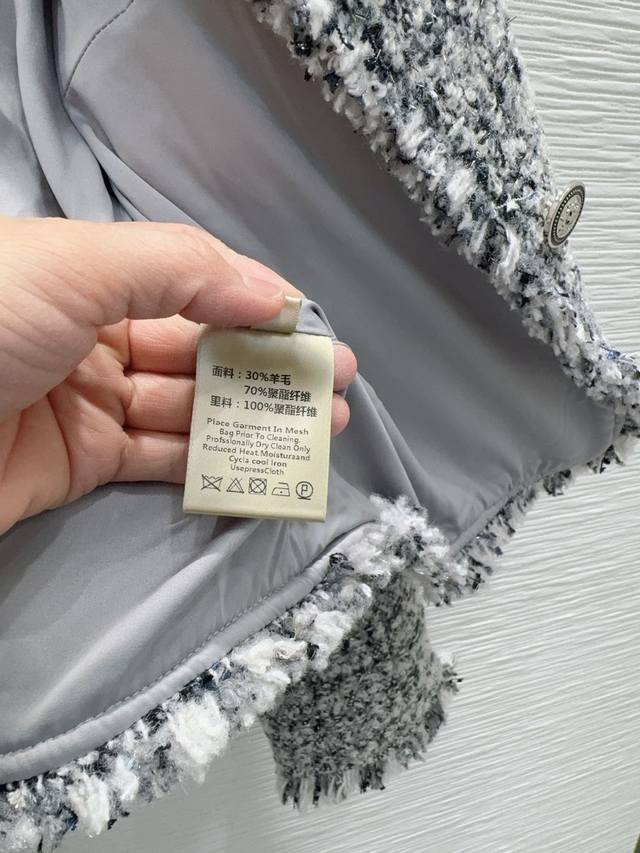 面料：30%羊毛
70%聚酯纤维
里料：100%聚酯纤维
Place Garment In Mesh
Bag Prior To Cleaning.
Profssionally Dry Clean Only
Reduced Heat.Moisturaand
Cycla cool iron
UsepressCloth
P